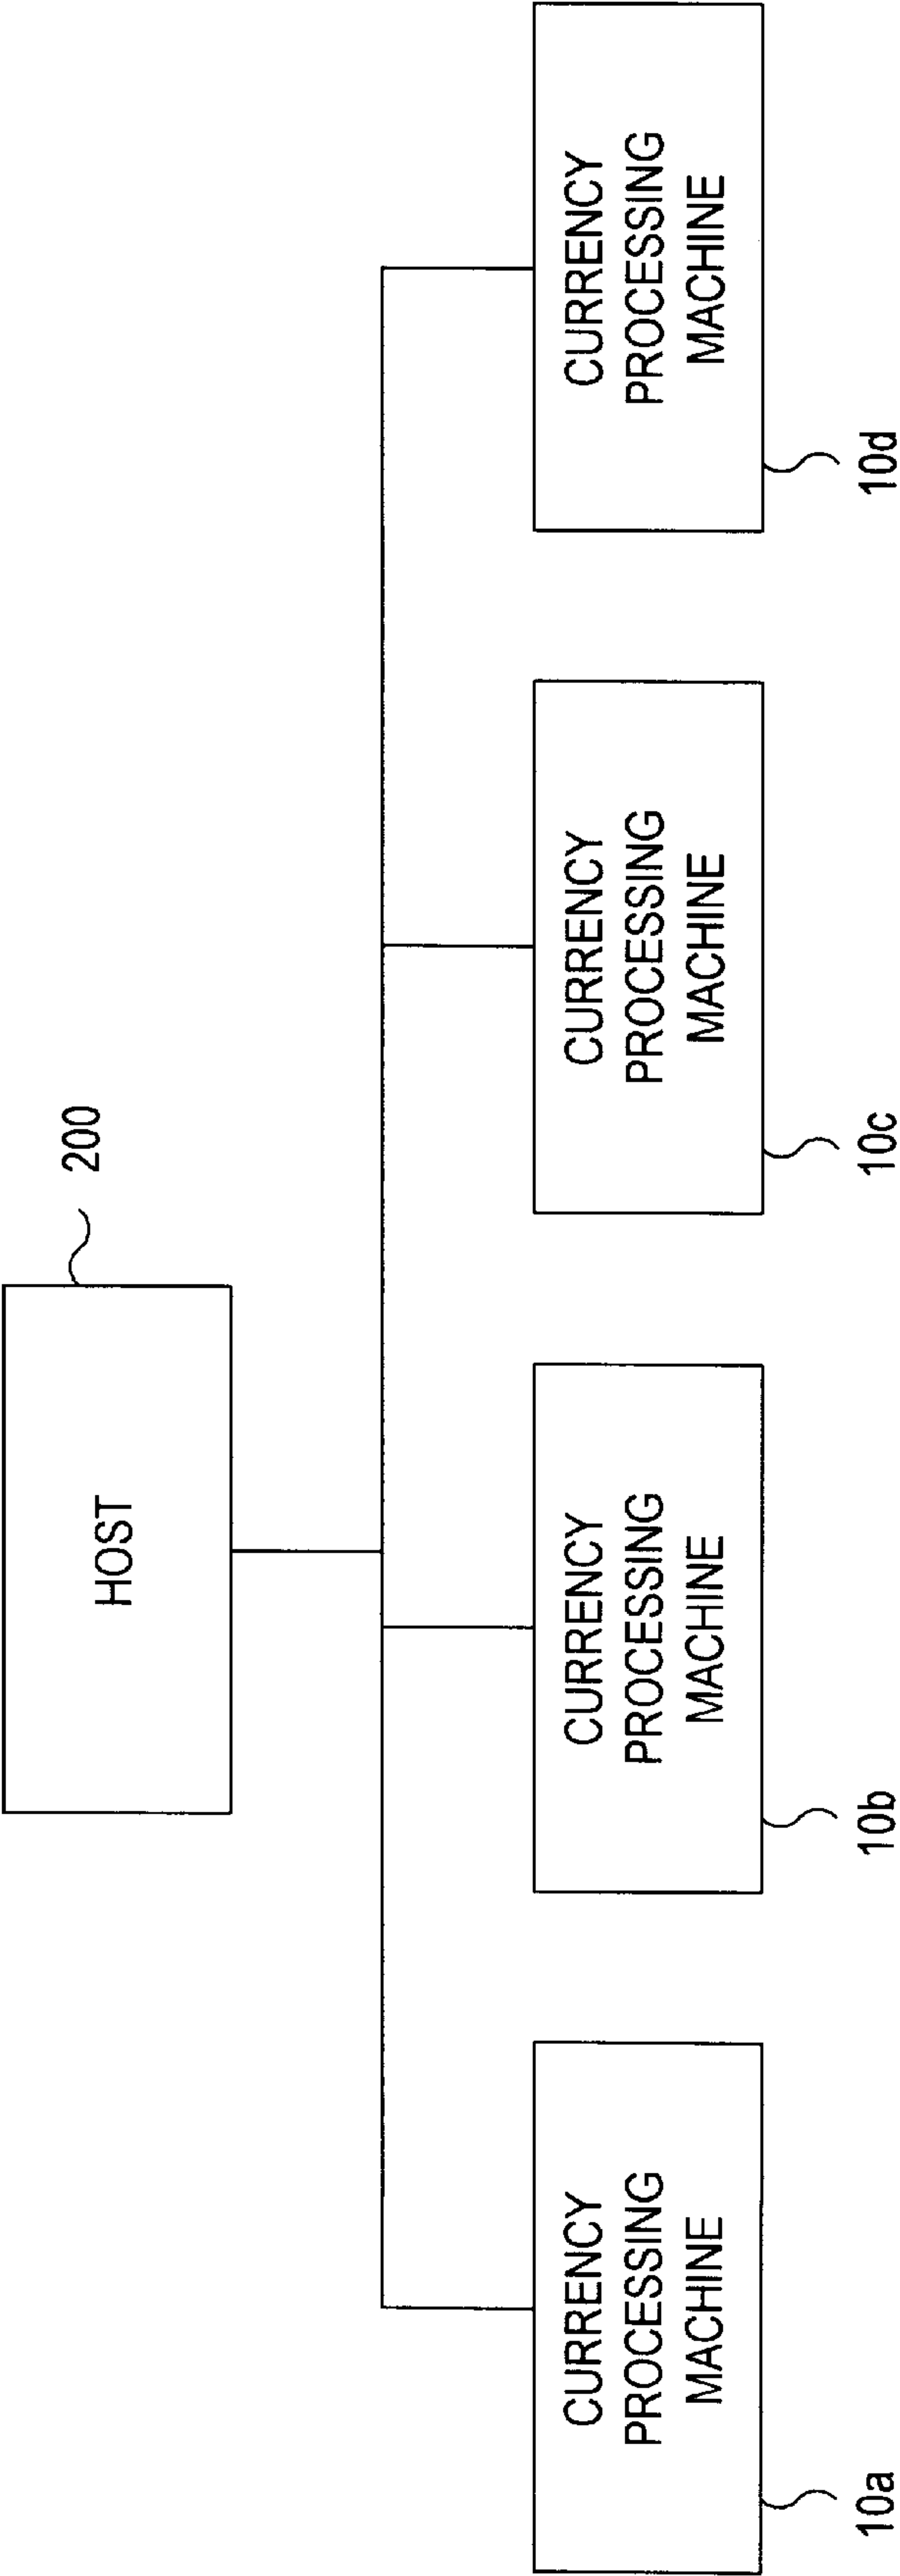 HOST
200
CURRENCY
PROCESSING
MACHINE
10a
CURRENCY
PROCESSING
MACHINE
10b
CURRENCY
PROCESSING
MACHINE
10c
CURRENCY
PROCESSING
MACHINE
10d